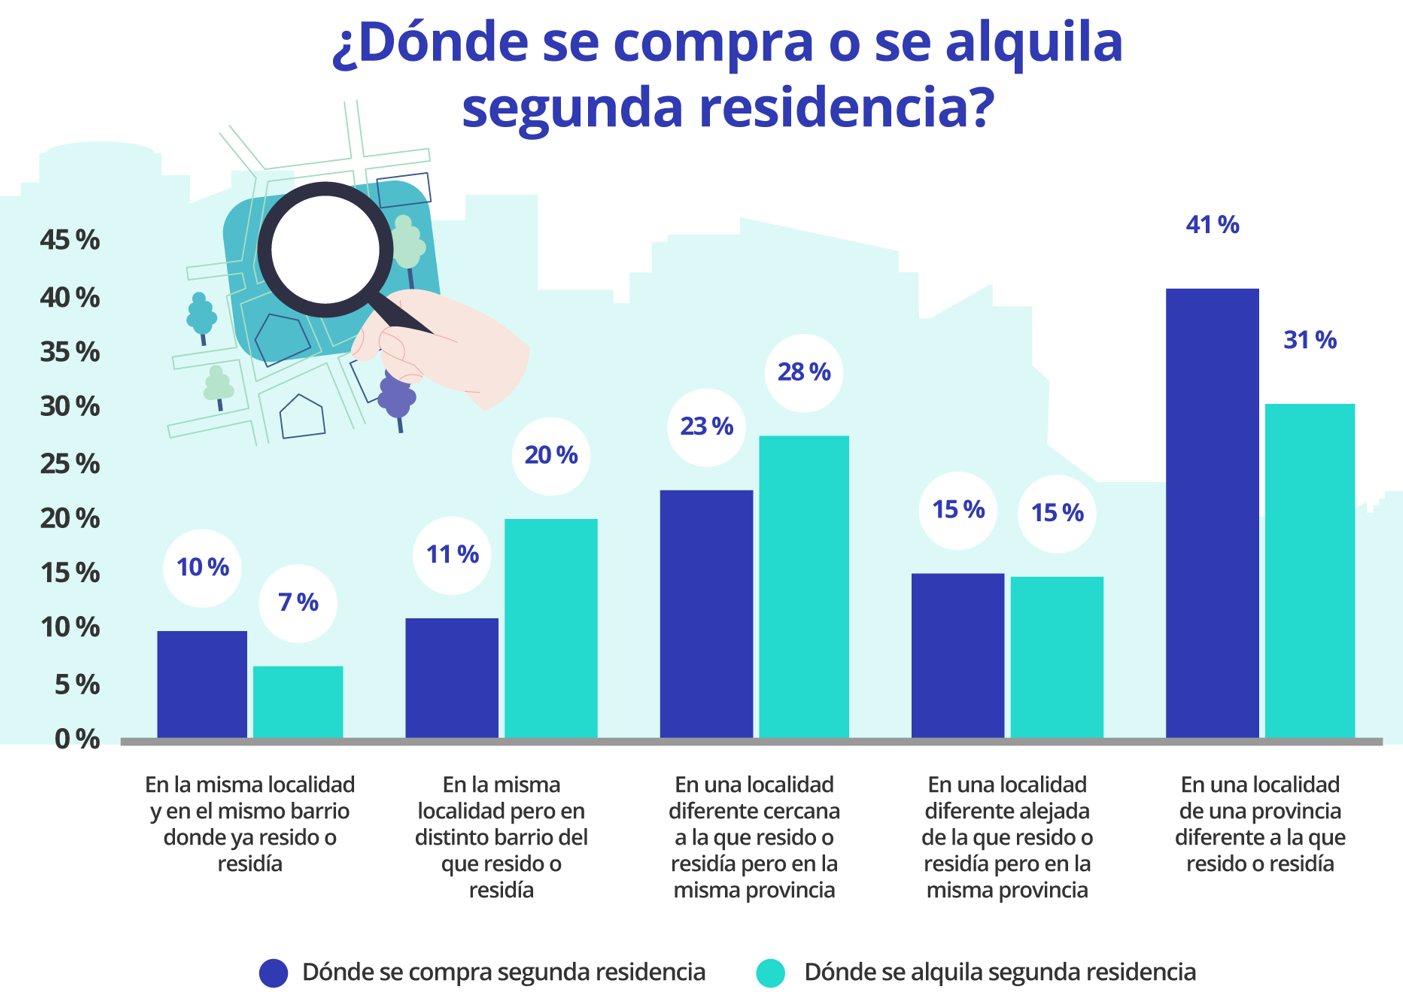 ¿Dónde se compra o se alquila
segunda residencia?
45 %
40 %
35 %
30 %
25 %
20 %
15 %
10 %
5 %
0 %
10 %
7 %
11 %
20 %
23 %
28 %
15 %
15 %
41 %
31 %
En la misma localidad
y en el mismo barrio
donde ya resido o
residía
En la misma
localidad pero en
distinto barrio del
que resido o
residía
En una localidad
diferente cercana
a la que resido o
residía pero en la
misma provincia
En una localidad
diferente alejada
de la que resido o
residía pero en la
misma provincia
En una localidad
de una provincia
diferente a la que
resido o residía
Dónde se compra segunda residencia
Dónde se alquila segunda residencia